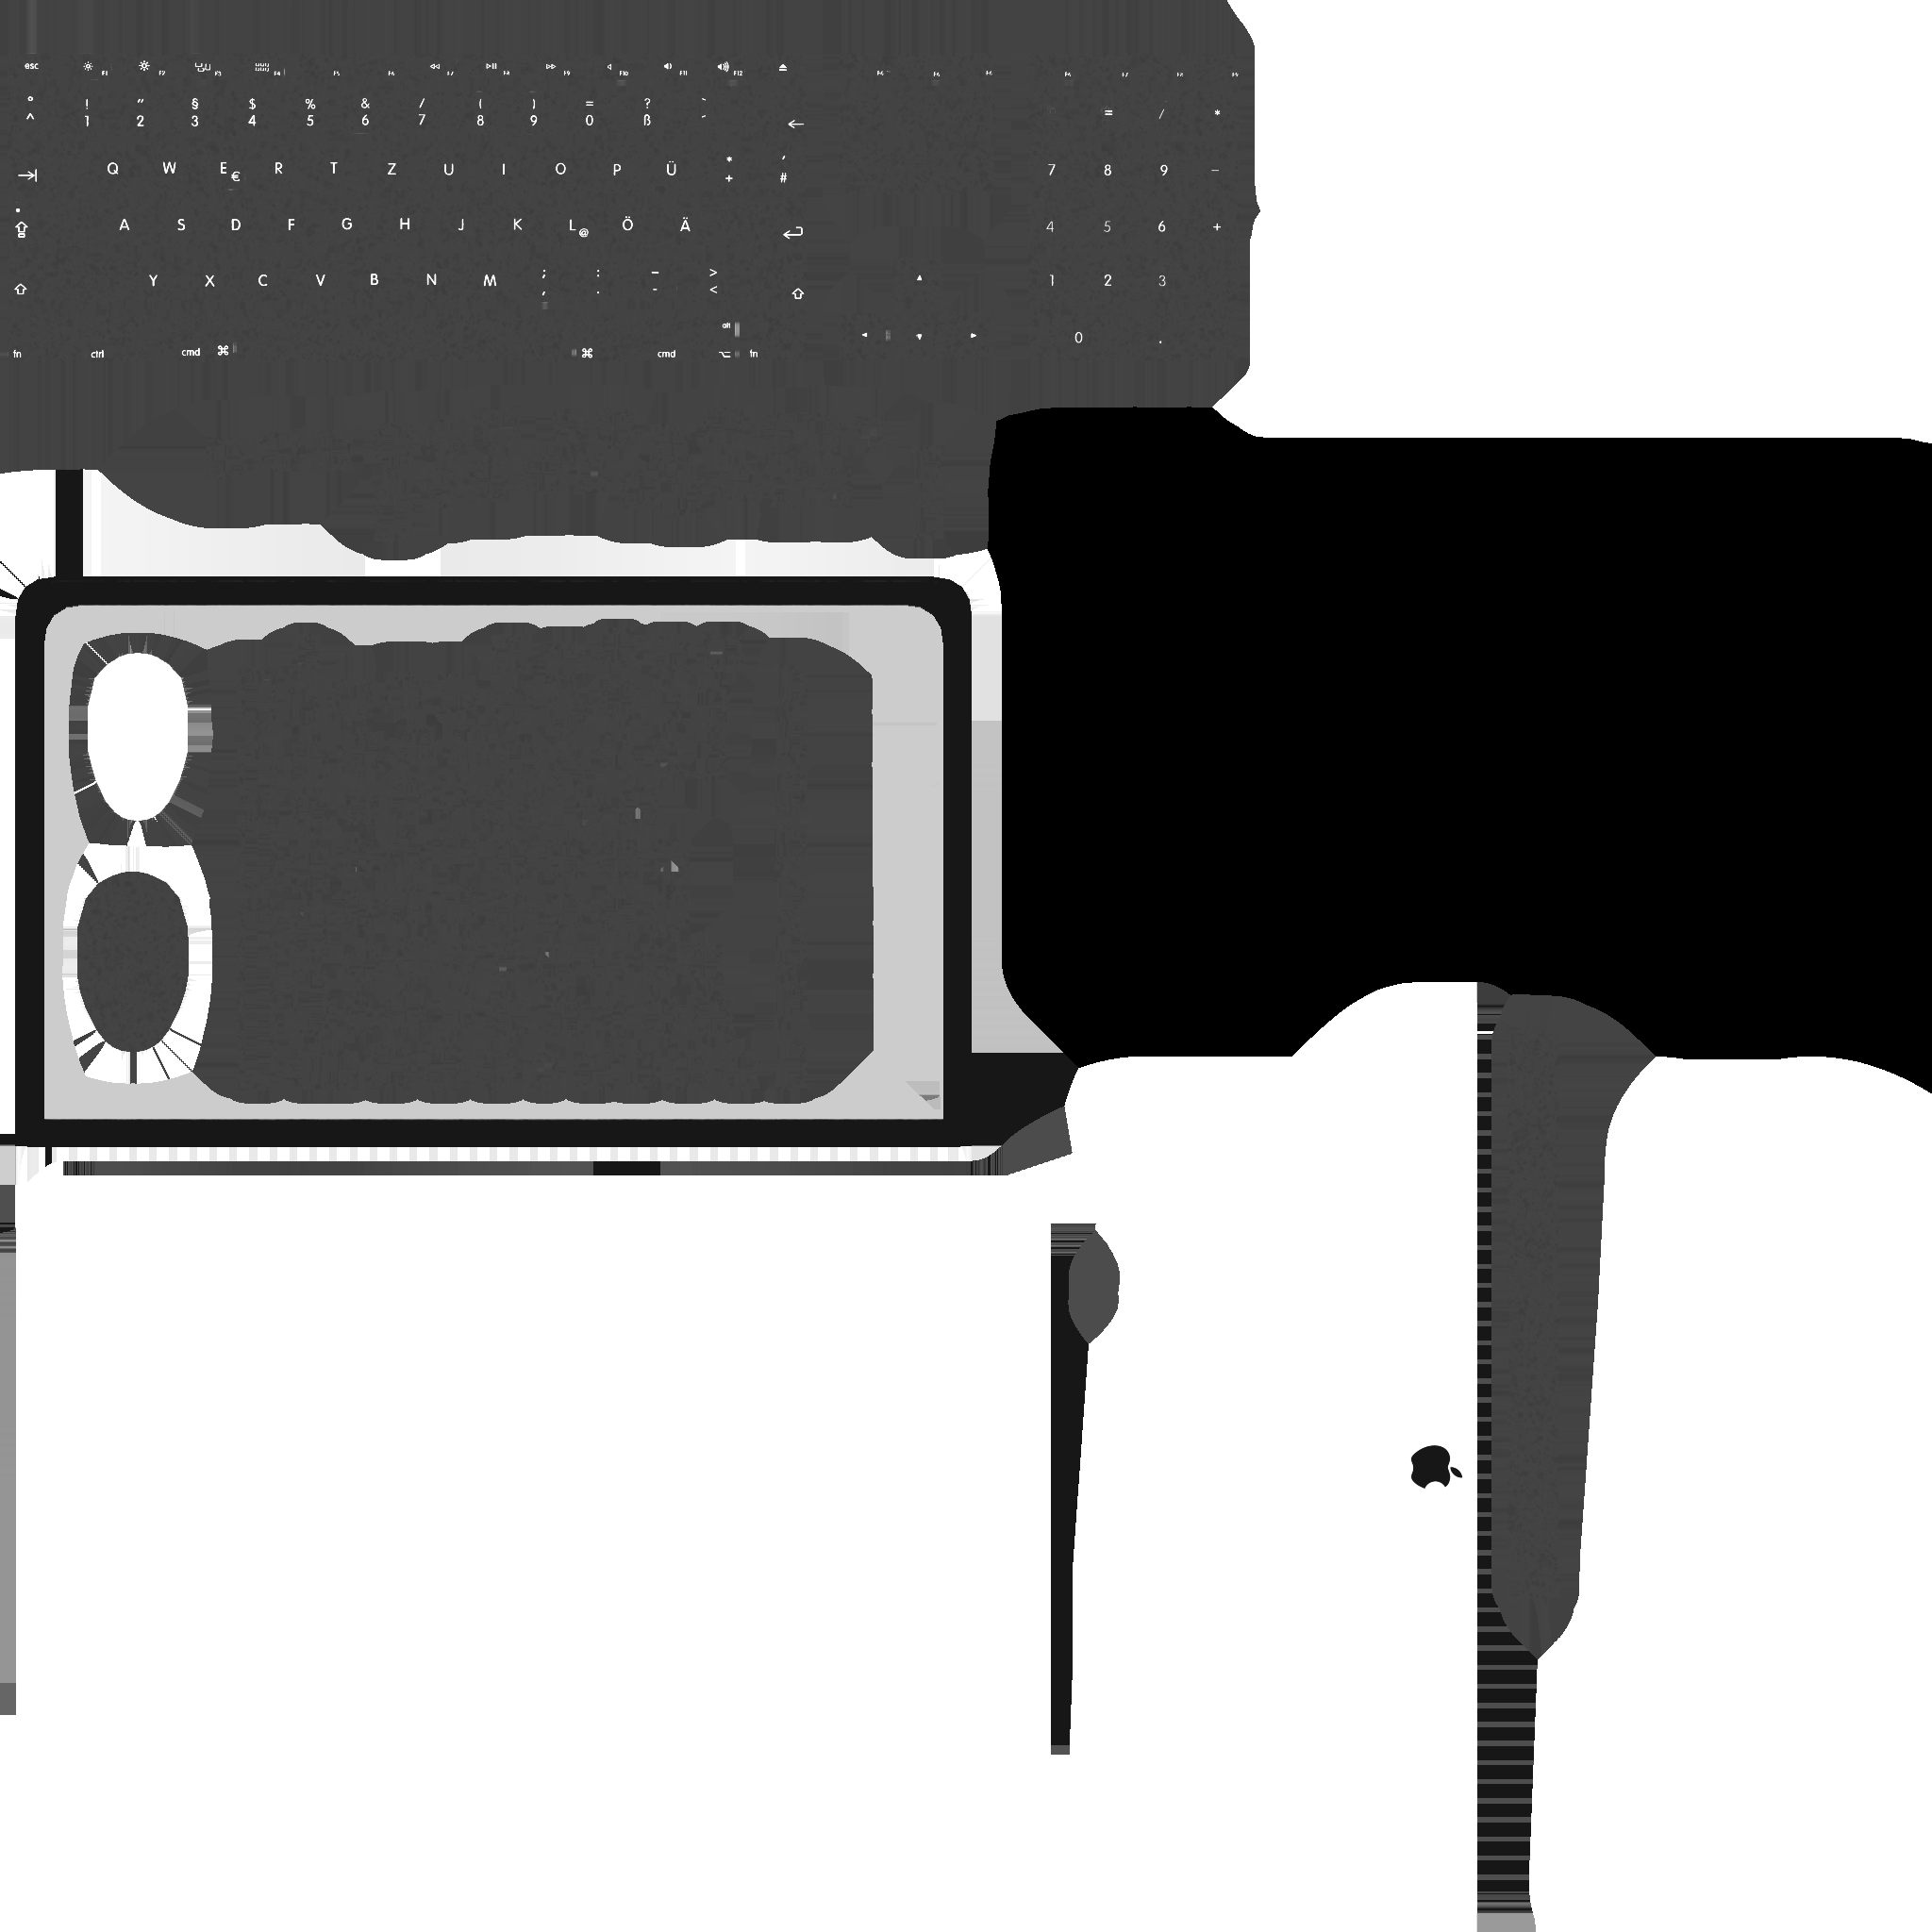 esc
F1 F2 F3 F4 F5 F6 F7 F8 F9 F10 F11 F12
° ! " § $ % & / ( ) = ? `
^ 1 2 3 4 5 6 7 8 9 0 ß ´ = / *
Q W E € R T Z U I O P Ü * + ' # 7 8 9 −
A S D F G H J K L @ Ö Ä 4 5 6 +
Y X C V B N M ; , : . _ - > < 1 2 3
alt
0 .
fn ctrl cmd ⌘ ⌘ cmd ⌥ fn